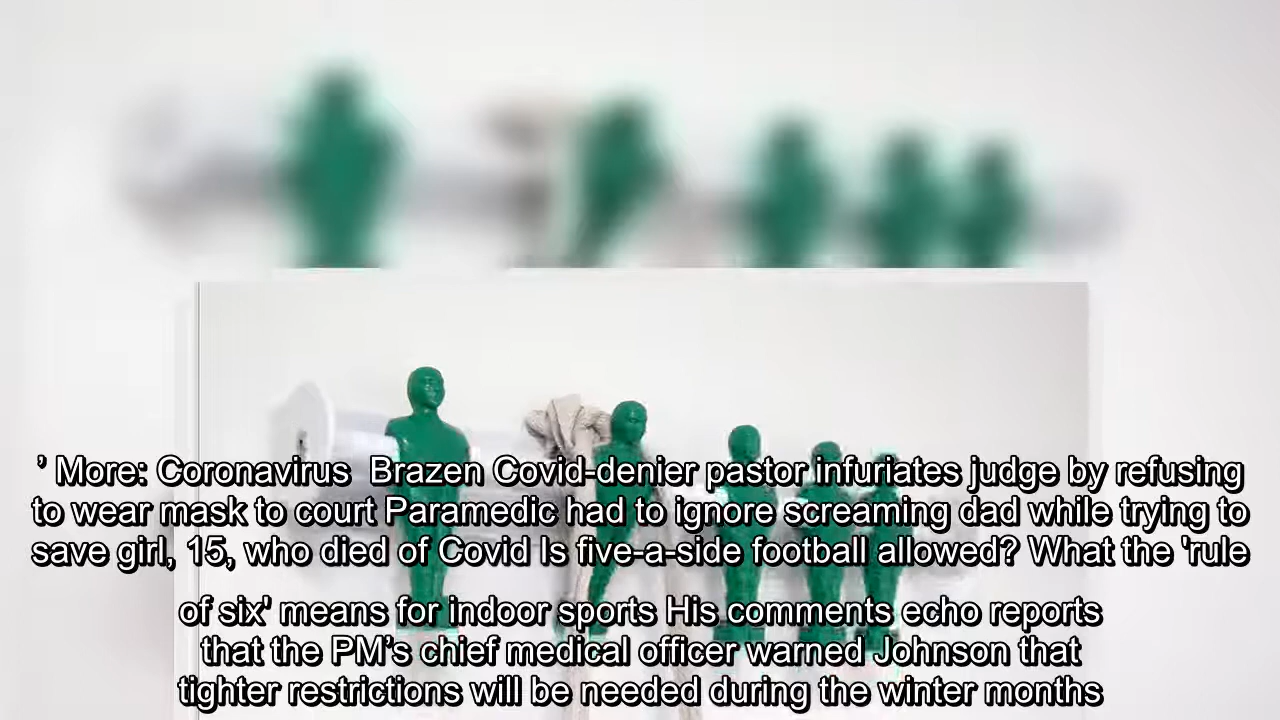 ’ More: Coronavirus  Brazen Covid-denier pastor infuriates judge by refusing
to wear mask to court Paramedic had to ignore screaming dad while trying to
save girl, 15, who died of Covid Is five-a-side football allowed? What the 'rule
of six' means for indoor sports His comments echo reports
that the PM’s chief medical officer warned Johnson that
tighter restrictions will be needed during the winter months